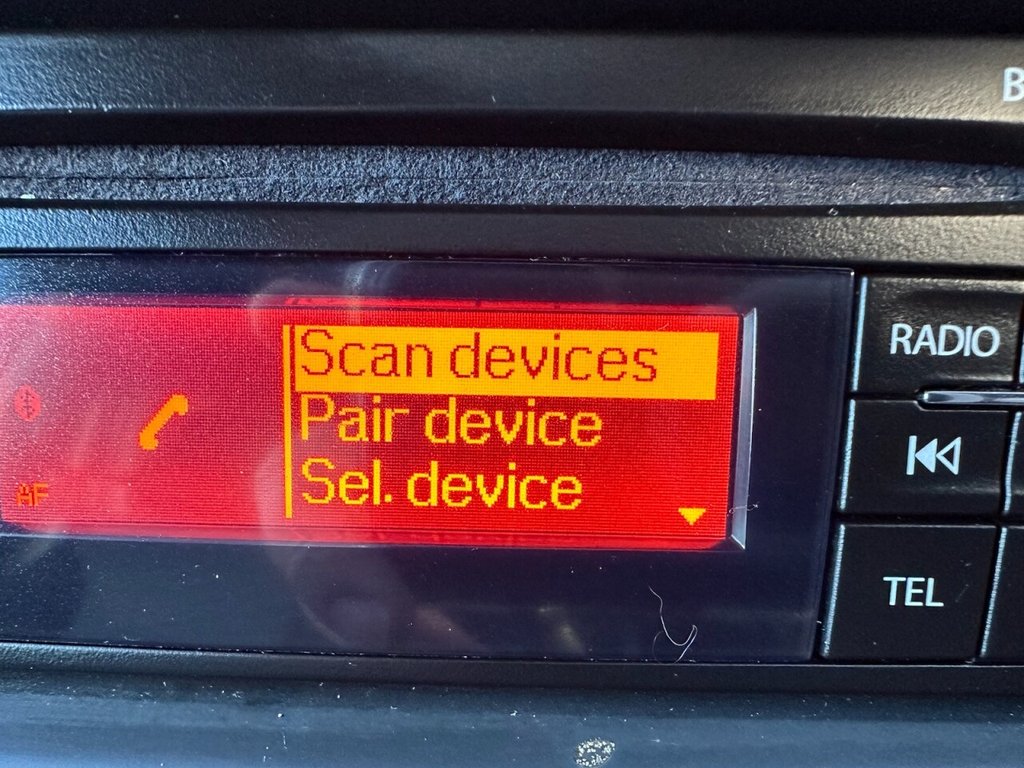 B
Scan devices
Pair device
Sel. device
AF
RADIO
TEL